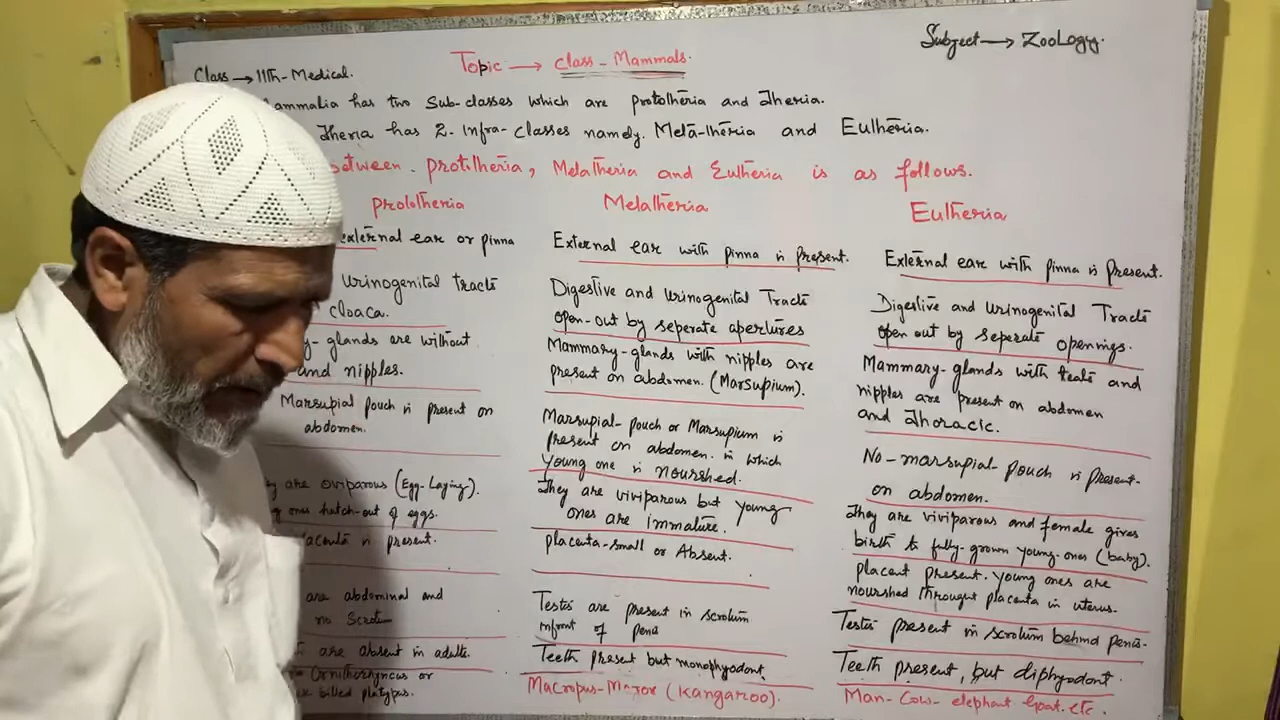 Subject → Zoology.
Class → 11th-Medical.
Topic → Class-Mammals.
ammalia has two Sub-classes which are Prototheria and Theria.
Theria has 2-Infra-Classes namely. Meta-theria and Eutheria.
between. Prottheria, Metatheria and Eutheria is as follows.
Prototheria
external ear or pinna
Urinogenital tracts
cloaca.
y-glands are without
and nipples.
Marsupial pouch is present on
abdomen.
ey are oviparous (Egg-Laying).
g ones hatch-out of eggs.
lacenta is present.
are abdominal and
no Scrotum
are absent in adults.
Ornithorhyncus or
billed platypus.
Metatheria
External ear with pinna is present.
Digestive and Urinogenital Tracts
open-out by seperate apertures
Mammary-glands with nipples are
present on abdomen. (Marsupium).
Marsupial-pouch or Marsupium is
present on abdomen. in which
young one is nourshed.
They are viviparous but young
ones are immature.
placenta-small or Absent.
Testis are present in scrotum
infront of penis
Teeth present but monophyodont
Macropus-Major (Kangaroo).
Eutheria
External ear with pinna is present.
Digestive and Urinogenital Tracts
open out by seperate openings.
Mammary-glands with teats and
nipples are present on abdomen
and Thoracic.
No-marsupial-pouch is present-
on abdomen.
They are viviparous and female gives
birth to fully-grown young-ones (baby).
placent present. young ones are
nourshed throught placenta in uterus.
Testis present in scrotum behind penis-
Teeth present, but diphyodont.
Man-Cow-elephant Goat.etc.